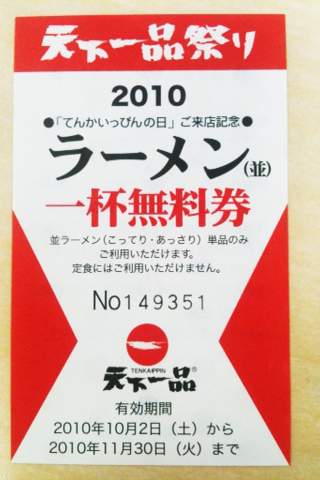 天下一品祭り
2010
●「てんかいっぴんの日」ご来店記念●
ラーメン(並)
一杯無料券
並ラーメン(こってり・あっさり)単品のみ
ご利用いただけます。
定食にはご利用いただけません。
No149351
TENKAIPPIN
天下一品®
有効期間
2010年10月2日(土)から
2010年11月30日(火)まで